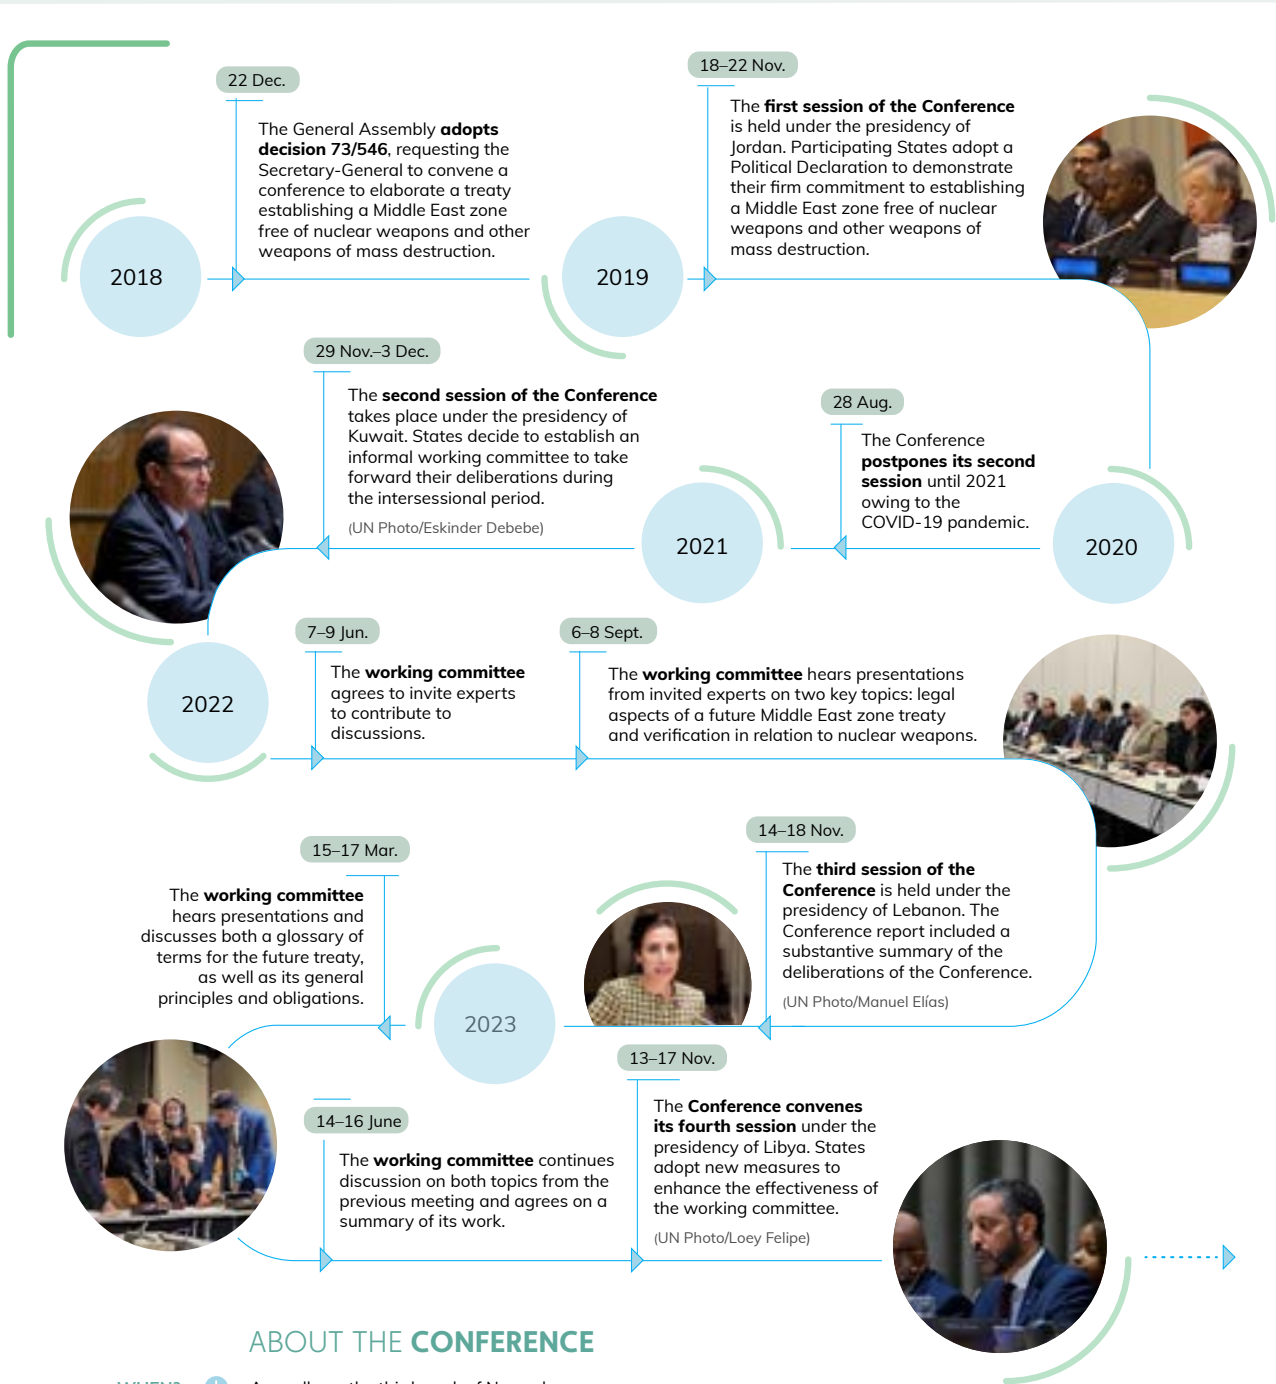 22 Dec.
The General Assembly adopts
decision 73/546, requesting the
Secretary-General to convene a
conference to elaborate a treaty
establishing a Middle East zone
free of nuclear weapons and other
weapons of mass destruction.
2018
18–22 Nov.
The first session of the Conference
is held under the presidency of
Jordan. Participating States adopt a
Political Declaration to demonstrate
their firm commitment to establishing
a Middle East zone free of nuclear
weapons and other weapons of
mass destruction.
2019
28 Aug.
The Conference
postpones its second
session until 2021
owing to the
COVID-19 pandemic.
2020
29 Nov.–3 Dec.
The second session of the Conference
takes place under the presidency of
Kuwait. States decide to establish an
informal working committee to take
forward their deliberations during
the intersessional period.
(UN Photo/Eskinder Debebe)
2021
2022
7–9 Jun.
The working committee
agrees to invite experts
to contribute to
discussions.
6–8 Sept.
The working committee hears presentations
from invited experts on two key topics: legal
aspects of a future Middle East zone treaty
and verification in relation to nuclear weapons.
14–18 Nov.
The third session of the
Conference is held under the
presidency of Lebanon. The
Conference report included a
substantive summary of the
deliberations of the Conference.
(UN Photo/Manuel Elías)
2023
15–17 Mar.
The working committee
hears presentations and
discusses both a glossary of
terms for the future treaty,
as well as its general
principles and obligations.
14–16 June
The working committee continues
discussion on both topics from the
previous meeting and agrees on a
summary of its work.
13–17 Nov.
The Conference convenes
its fourth session under the
presidency of Libya. States
adopt new measures to
enhance the effectiveness of
the working committee.
(UN Photo/Loey Felipe)
ABOUT THE CONFERENCE